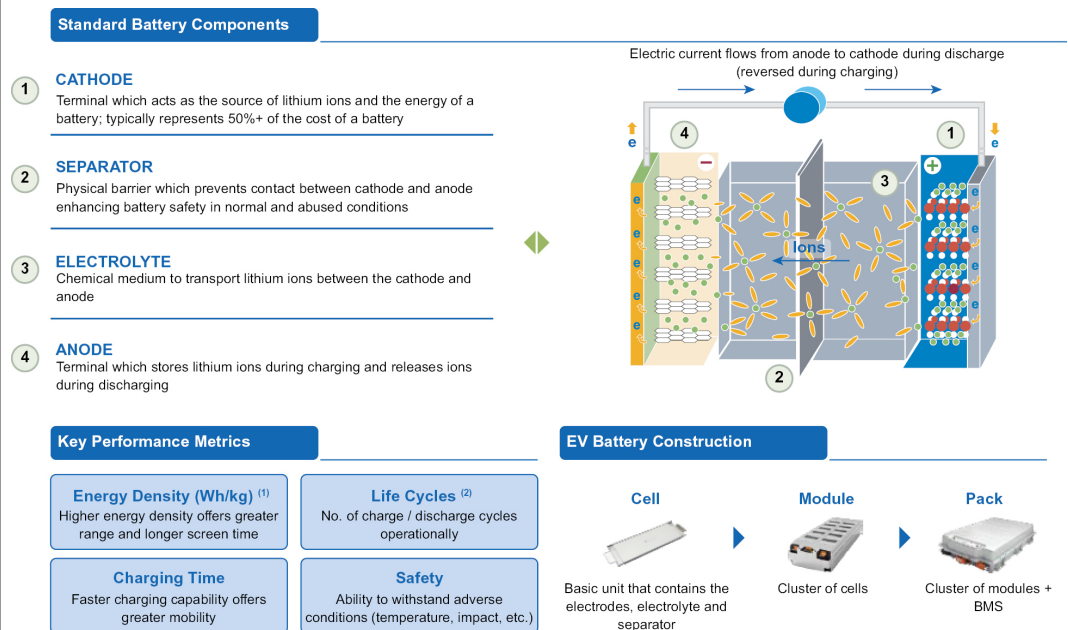 Standard Battery Components
1
CATHODE
Terminal which acts as the source of lithium ions and the energy of a
battery; typically represents 50%+ of the cost of a battery
2
SEPARATOR
Physical barrier which prevents contact between cathode and anode
enhancing battery safety in normal and abused conditions
3
ELECTROLYTE
Chemical medium to transport lithium ions between the cathode and
anode
4
ANODE
Terminal which stores lithium ions during charging and releases ions
during discharging
Electric current flows from anode to cathode during discharge
(reversed during charging)
e
4
1
e
−
+
3
e
e
e
e
e
Ions
e
e
e
e
2
Key Performance Metrics
Energy Density (Wh/kg) (1)
Higher energy density offers greater
range and longer screen time
Life Cycles (2)
No. of charge / discharge cycles
operationally
Charging Time
Faster charging capability offers
greater mobility
Safety
Ability to withstand adverse
conditions (temperature, impact, etc.)
EV Battery Construction
Cell
Basic unit that contains the
electrodes, electrolyte and
separator
Module
Cluster of cells
Pack
Cluster of modules +
BMS